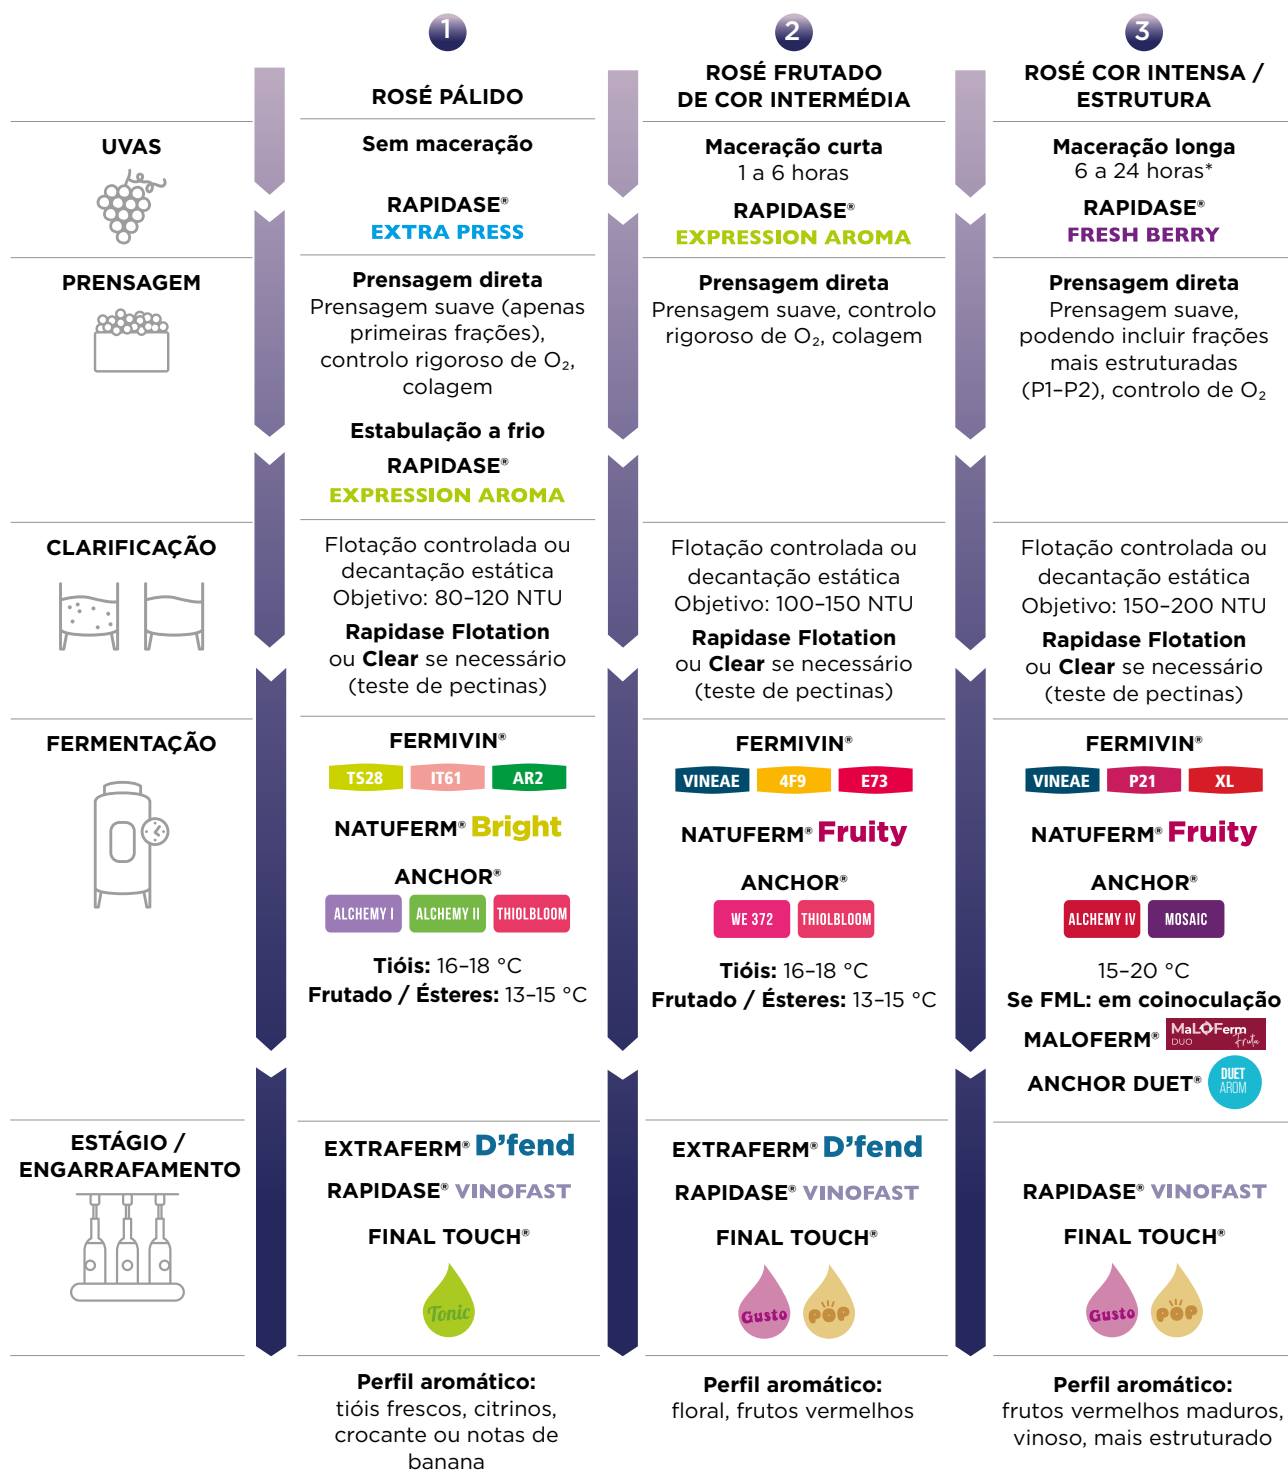 1
ROSÉ PÁLIDO
2
ROSÉ FRUTADO
DE COR INTERMÉDIA
3
ROSÉ COR INTENSA /
ESTRUTURA
UVAS
Sem maceração
RAPIDASE®
EXTRA PRESS
Maceração curta
1 a 6 horas
RAPIDASE®
EXPRESSION AROMA
Maceração longa
6 a 24 horas*
RAPIDASE®
FRESH BERRY
PRENSAGEM
Prensagem direta
Prensagem suave (apenas
primeiras frações),
controlo rigoroso de O₂,
colagem
Estabulação a frio
RAPIDASE®
EXPRESSION AROMA
Prensagem direta
Prensagem suave, controlo
rigoroso de O₂, colagem
Prensagem direta
Prensagem suave,
podendo incluir frações
mais estruturadas
(P1–P2), controlo de O₂
CLARIFICAÇÃO
Flotação controlada ou
decantação estática
Objetivo: 80–120 NTU
Rapidase Flotation
ou Clear se necessário
(teste de pectinas)
Flotação controlada ou
decantação estática
Objetivo: 100–150 NTU
Rapidase Flotation
ou Clear se necessário
(teste de pectinas)
Flotação controlada ou
decantação estática
Objetivo: 150–200 NTU
Rapidase Flotation
ou Clear se necessário
(teste de pectinas)
FERMENTAÇÃO
FERMIVIN®
TS28 IT61 AR2
NATUFERM® Bright
ANCHOR®
ALCHEMY I ALCHEMY II THIOLBLOOM
Tióis: 16–18 °C
Frutado / Ésteres: 13–15 °C
FERMIVIN®
VINEAE 4F9 E73
NATUFERM® Fruity
ANCHOR®
WE 372 THIOLBLOOM
Tióis: 16–18 °C
Frutado / Ésteres: 13–15 °C
FERMIVIN®
VINEAE P21 XL
NATUFERM® Fruity
ANCHOR®
ALCHEMY IV MOSAIC
15–20 °C
Se FML: em coinoculação
MALOFERM® MaLOFerm
DUO Fruta
ANCHOR DUET® DUET
AROM
ESTÁGIO /
ENGARRAFAMENTO
EXTRAFERM® D'fend
RAPIDASE® VINOFAST
FINAL TOUCH®
Tonic
EXTRAFERM® D'fend
RAPIDASE® VINOFAST
FINAL TOUCH®
Gusto POP
RAPIDASE® VINOFAST
FINAL TOUCH®
Gusto POP
Perfil aromático:
tióis frescos, citrinos,
crocante ou notas de
banana
Perfil aromático:
floral, frutos vermelhos
Perfil aromático:
frutos vermelhos maduros,
vinoso, mais estruturado